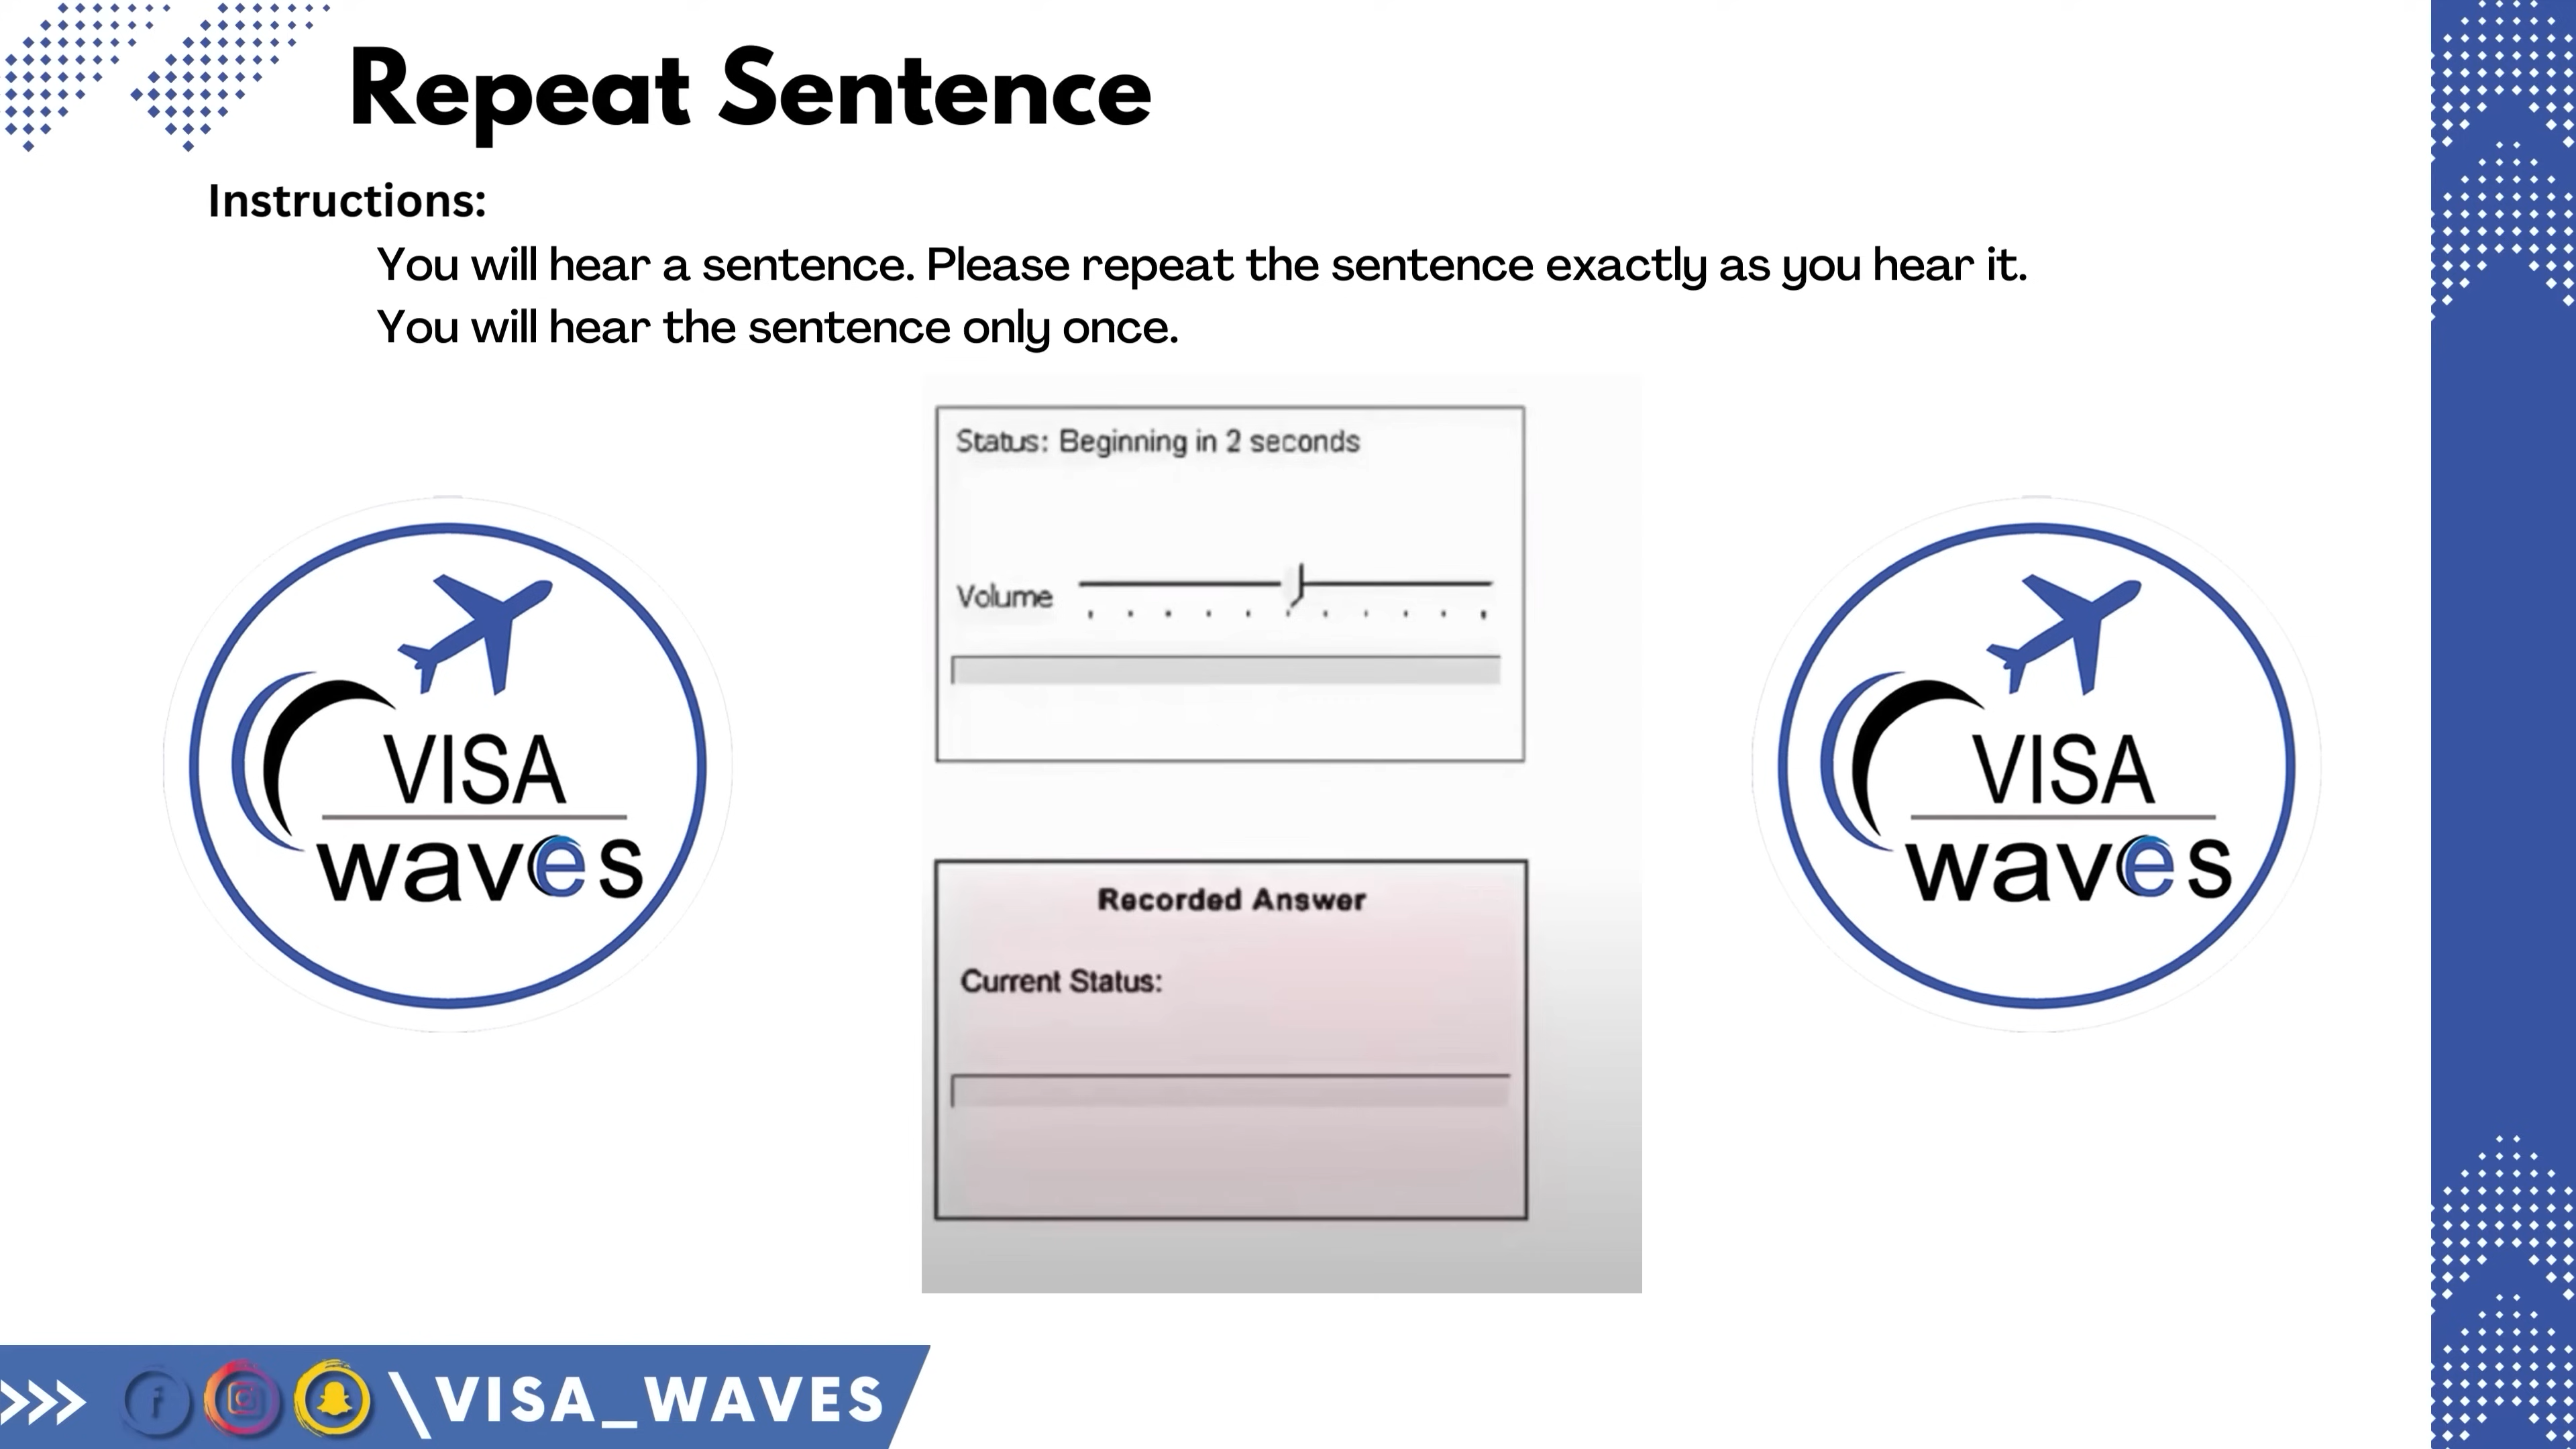 Repeat Sentence
Instructions:
You will hear a sentence. Please repeat the sentence exactly as you hear it.
You will hear the sentence only once.
Status: Beginning in 2 seconds
Volume
VISA
waves
Recorded Answer
Current Status:
VISA
waves
\VISA_WAVES